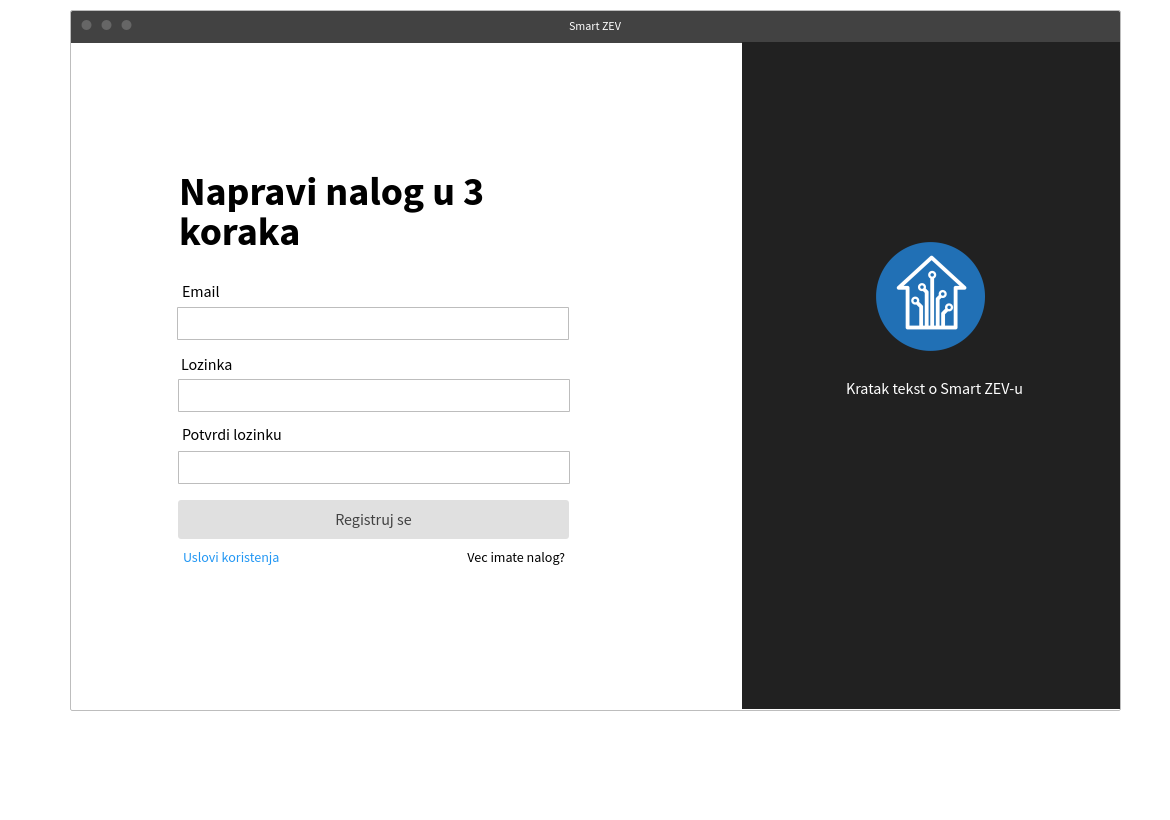 Smart ZEV
Napravi nalog u 3
koraka
Email
Lozinka
Potvrdi lozinku
Registruj se
Uslovi koristenja
Vec imate nalog?
Kratak tekst o Smart ZEV-u